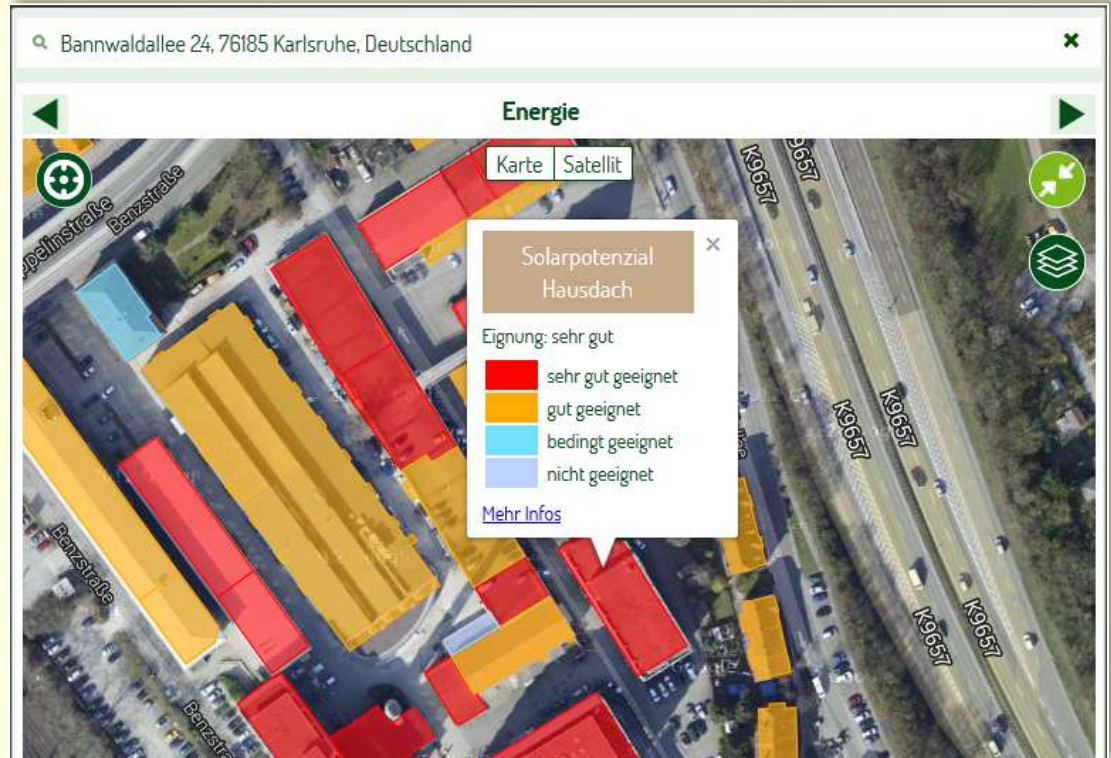 Bannwaldallee 24, 76185 Karlsruhe, Deutschland
Energie
Karte
Satellit
Benzstraße
K9657
Solarpotenzial
Hausdach
Eignung: sehr gut
sehr gut geeignet
gut geeignet
bedingt geeignet
nicht geeignet
Mehr Infos
K9657
K9657
Benzstraße
K9657
K9657